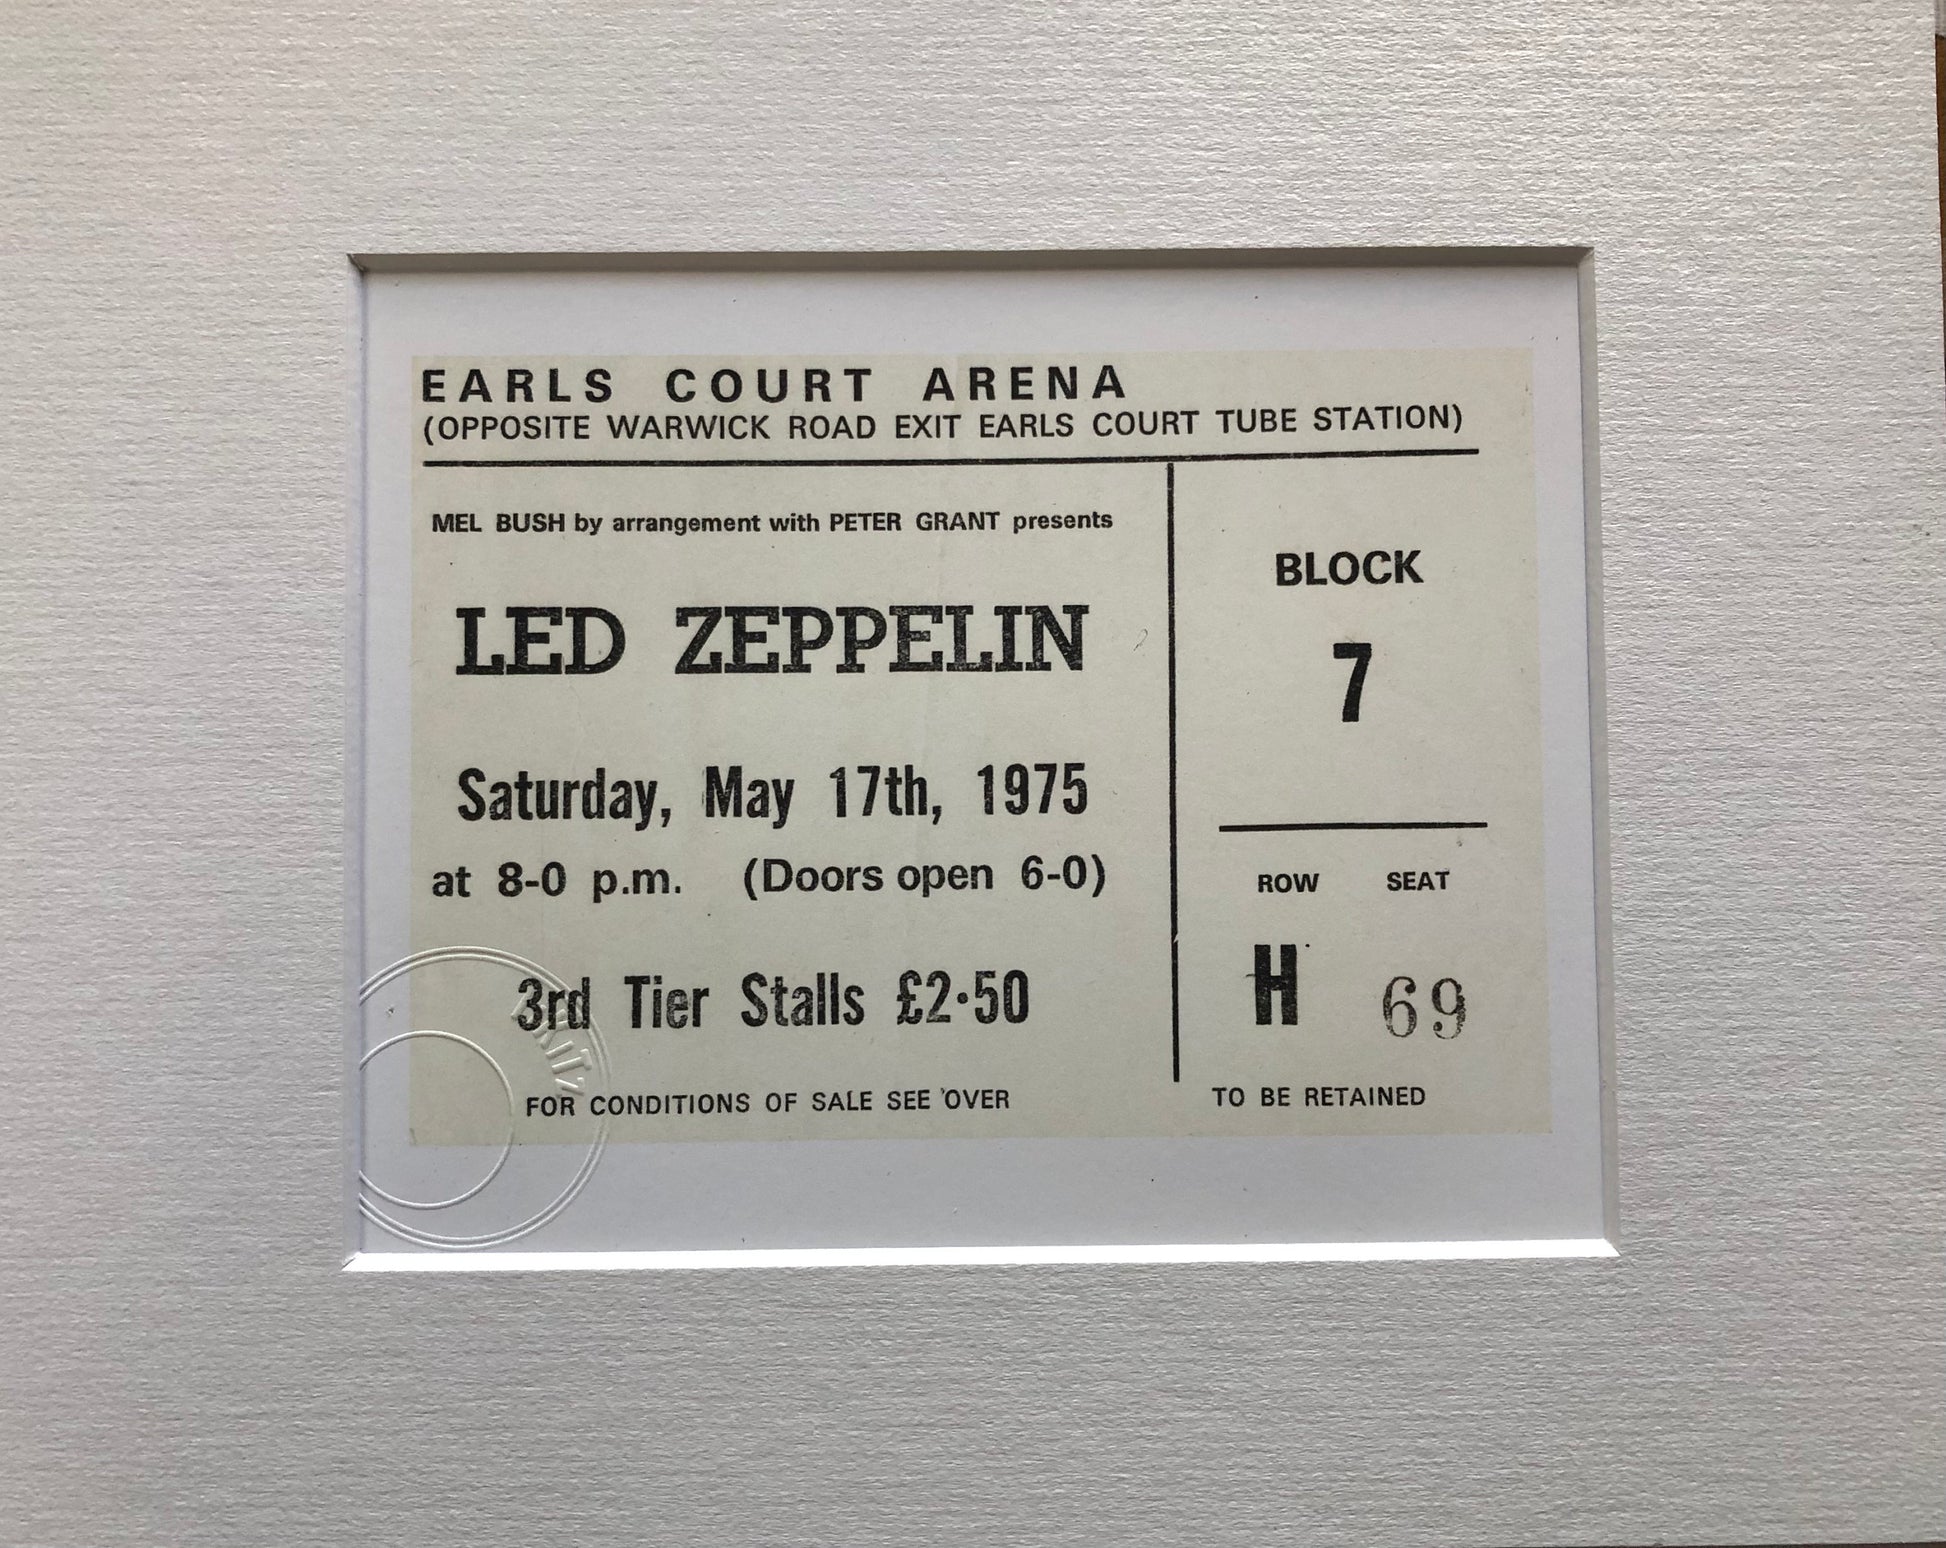 EARLS COURT ARENA
(OPPOSITE WARWICK ROAD EXIT EARLS COURT TUBE STATION)
MEL BUSH by arrangement with PETER GRANT presents
LED ZEPPELIN
Saturday, May 17th, 1975
at 8-0 p.m. (Doors open 6-0)
3rd Tier Stalls £2·50
FOR CONDITIONS OF SALE SEE OVER
BLOCK
7
ROW SEAT
H 69
TO BE RETAINED